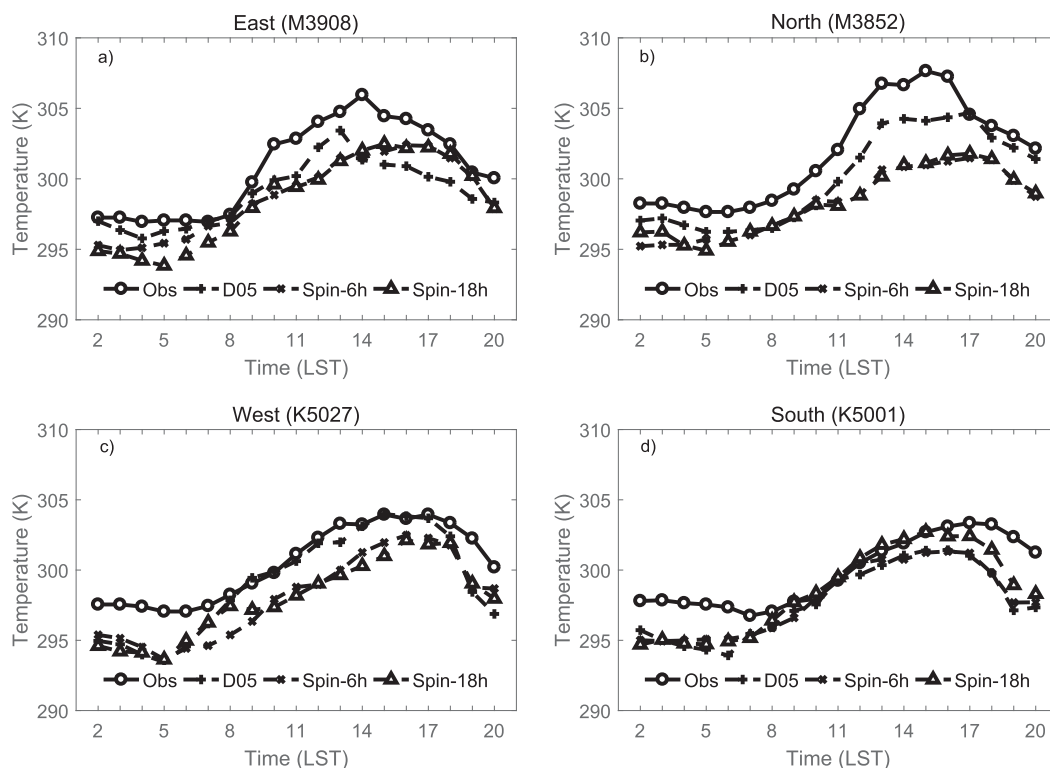 East (M3908)
North (M3852)
a)
b)
310
305
300
295
290
Temperature (K)
Obs D05 Spin-6h Spin-18h
2 5 8 11 14 17 20
Time (LST)
310
305
300
295
290
Temperature (K)
Obs D05 Spin-6h Spin-18h
2 5 8 11 14 17 20
Time (LST)
West (K5027)
South (K5001)
c)
d)
310
305
300
295
290
Temperature (K)
Obs D05 Spin-6h Spin-18h
2 5 8 11 14 17 20
Time (LST)
310
305
300
295
290
Temperature (K)
Obs D05 Spin-6h Spin-18h
2 5 8 11 14 17 20
Time (LST)